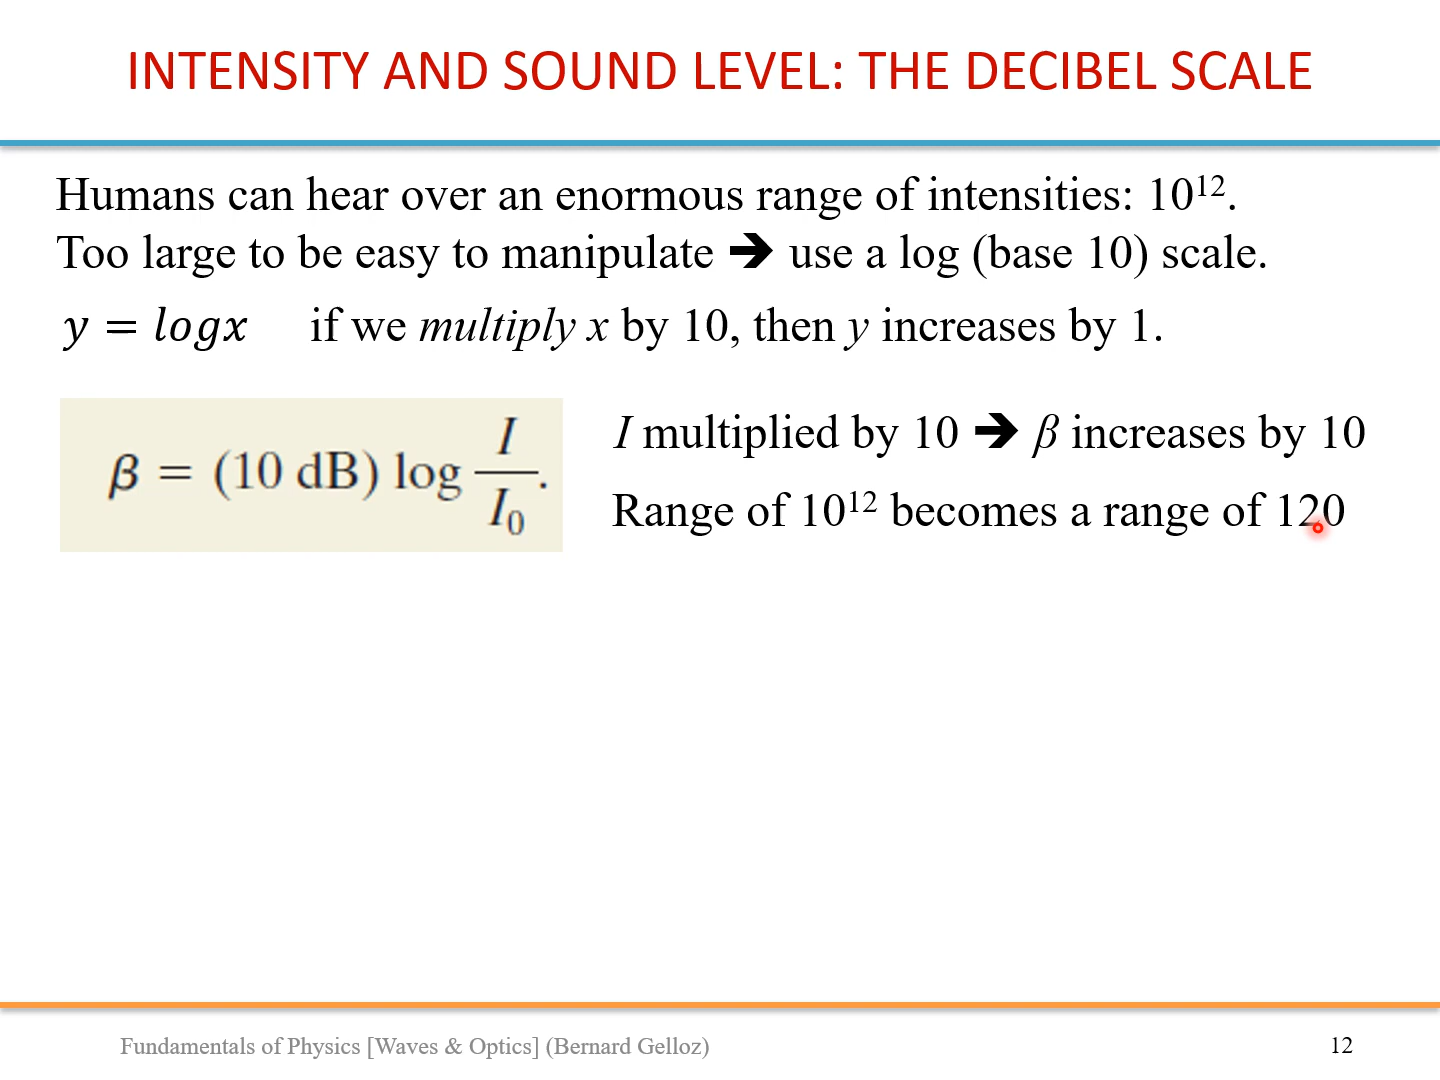 INTENSITY AND SOUND LEVEL: THE DECIBEL SCALE
Humans can hear over an enormous range of intensities: 10¹².
Too large to be easy to manipulate ➔ use a log (base 10) scale.
y = logx if we multiply x by 10, then y increases by 1.
β = (10 dB) log I/I₀.
I multiplied by 10 ➔ β increases by 10
Range of 10¹² becomes a range of 120
Fundamentals of Physics [Waves & Optics] (Bernard Gelloz)
12